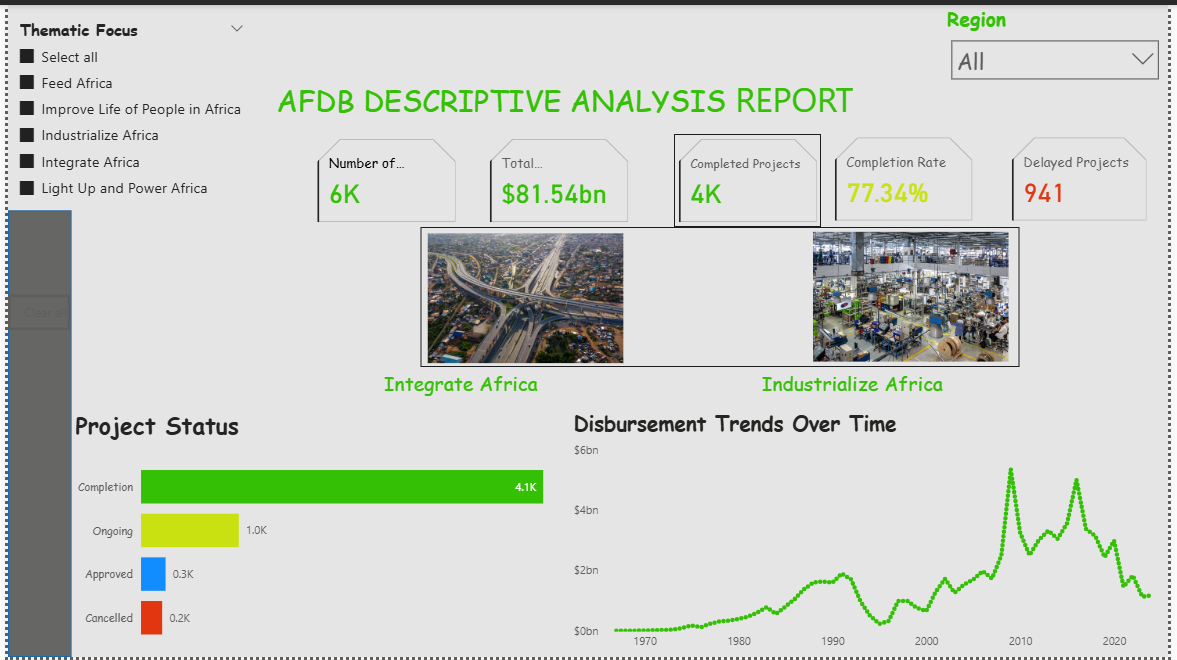 Thematic Focus
Select all
Feed Africa
Improve Life of People in Africa
Industrialize Africa
Integrate Africa
Light Up and Power Africa
Region
All
AFDB DESCRIPTIVE ANALYSIS REPORT
Number of...
6K
Total...
$81.54bn
Completed Projects
4K
Completion Rate
77.34%
Delayed Projects
941
Clear all
Integrate Africa
Industrialize Africa
Project Status
Completion
4.1K
Ongoing
1.0K
Approved
0.3K
Cancelled
0.2K
Disbursement Trends Over Time
$6bn
$4bn
$2bn
$0bn
1970 1980 1990 2000 2010 2020